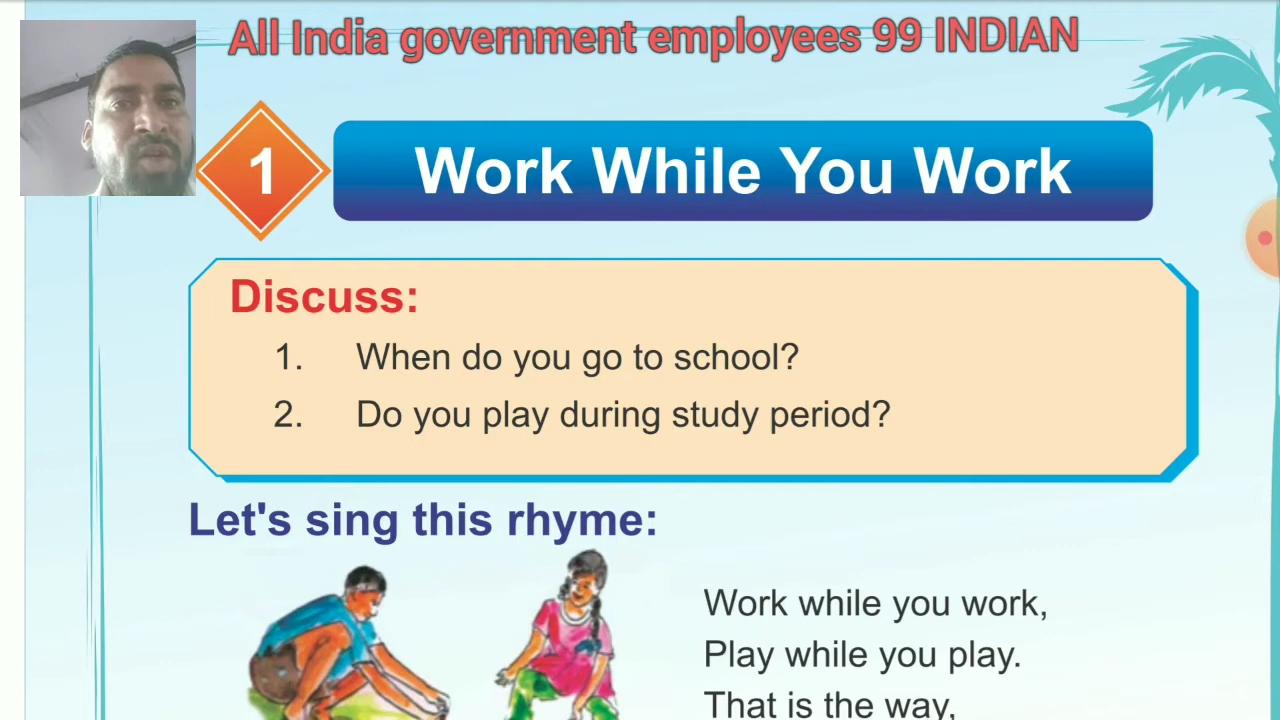 All India government employees 99 INDIAN
1
Work While You Work
Discuss:
1. When do you go to school?
2. Do you play during study period?
Let's sing this rhyme:
Work while you work,
Play while you play.
That is the way,